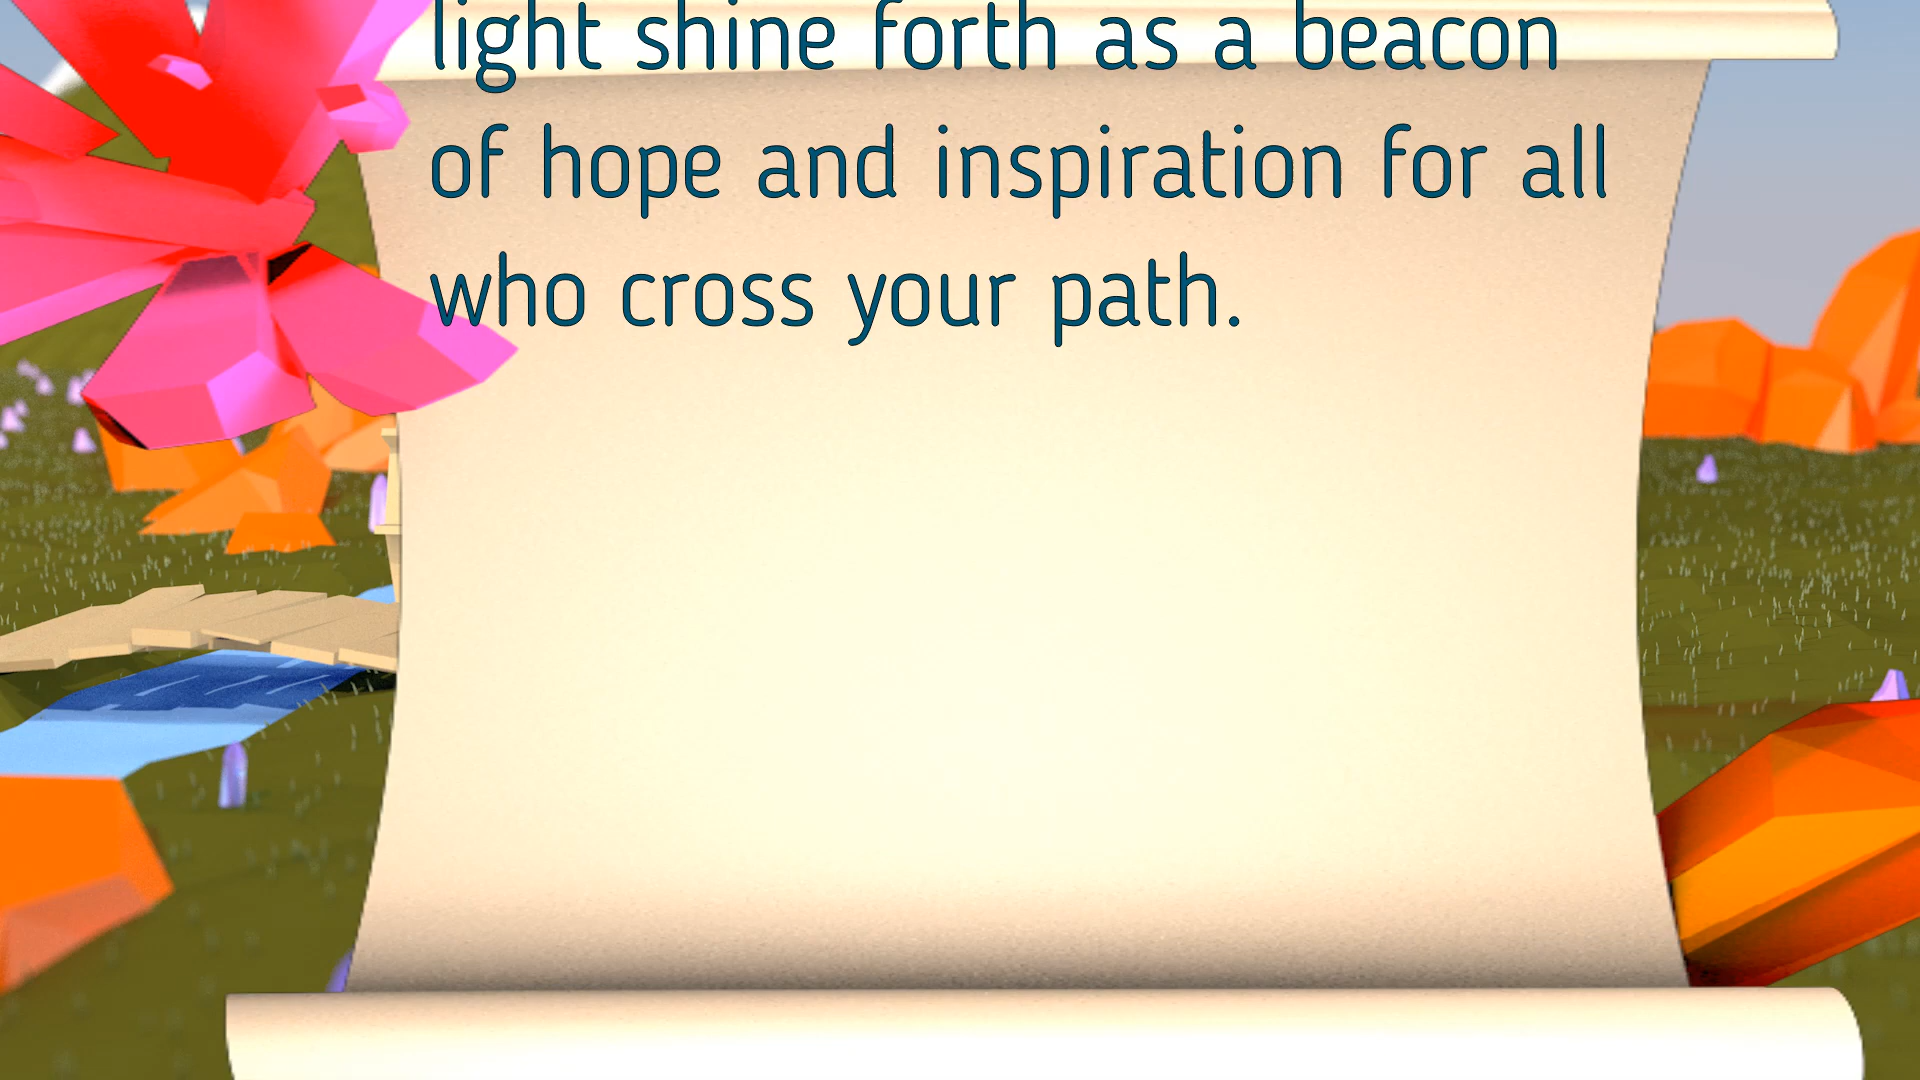 light shine forth as a beacon
of hope and inspiration for all
who cross your path.